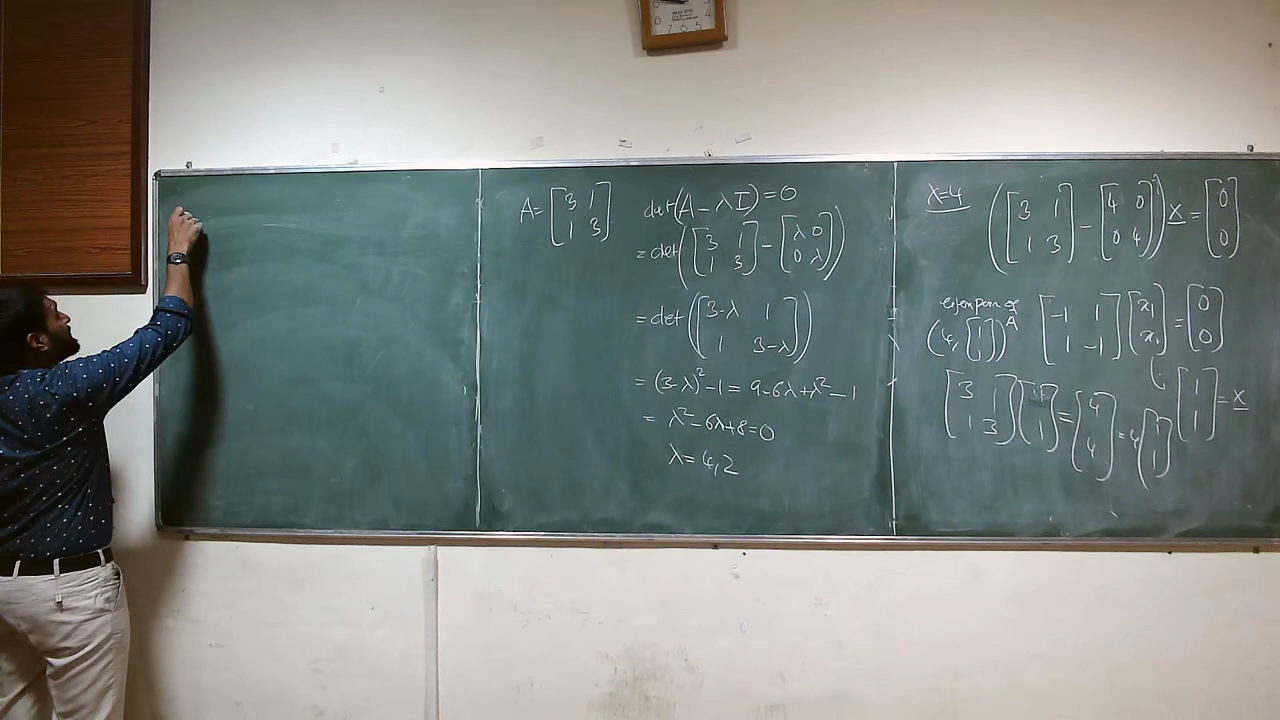 A = [3 1; 1 3]
det(A - λI) = 0
= det([3 1; 1 3] - [λ 0; 0 λ])
= det([3-λ 1; 1 3-λ])
= (3-λ)² - 1 = 9 - 6λ + λ² - 1
= λ² - 6λ + 8 = 0
λ = 4, 2
λ=4 ([3 1; 1 3] - [4 0; 0 4]) x = [0; 0]
eigenpair of A
(4, [1; 1])
[-1 1; 1 -1] [x₁; x₁] = [0; 0]
[1; 1] = x
[3 1; 1 3] [1; 1] = [4; 4] = 4 [1; 1]